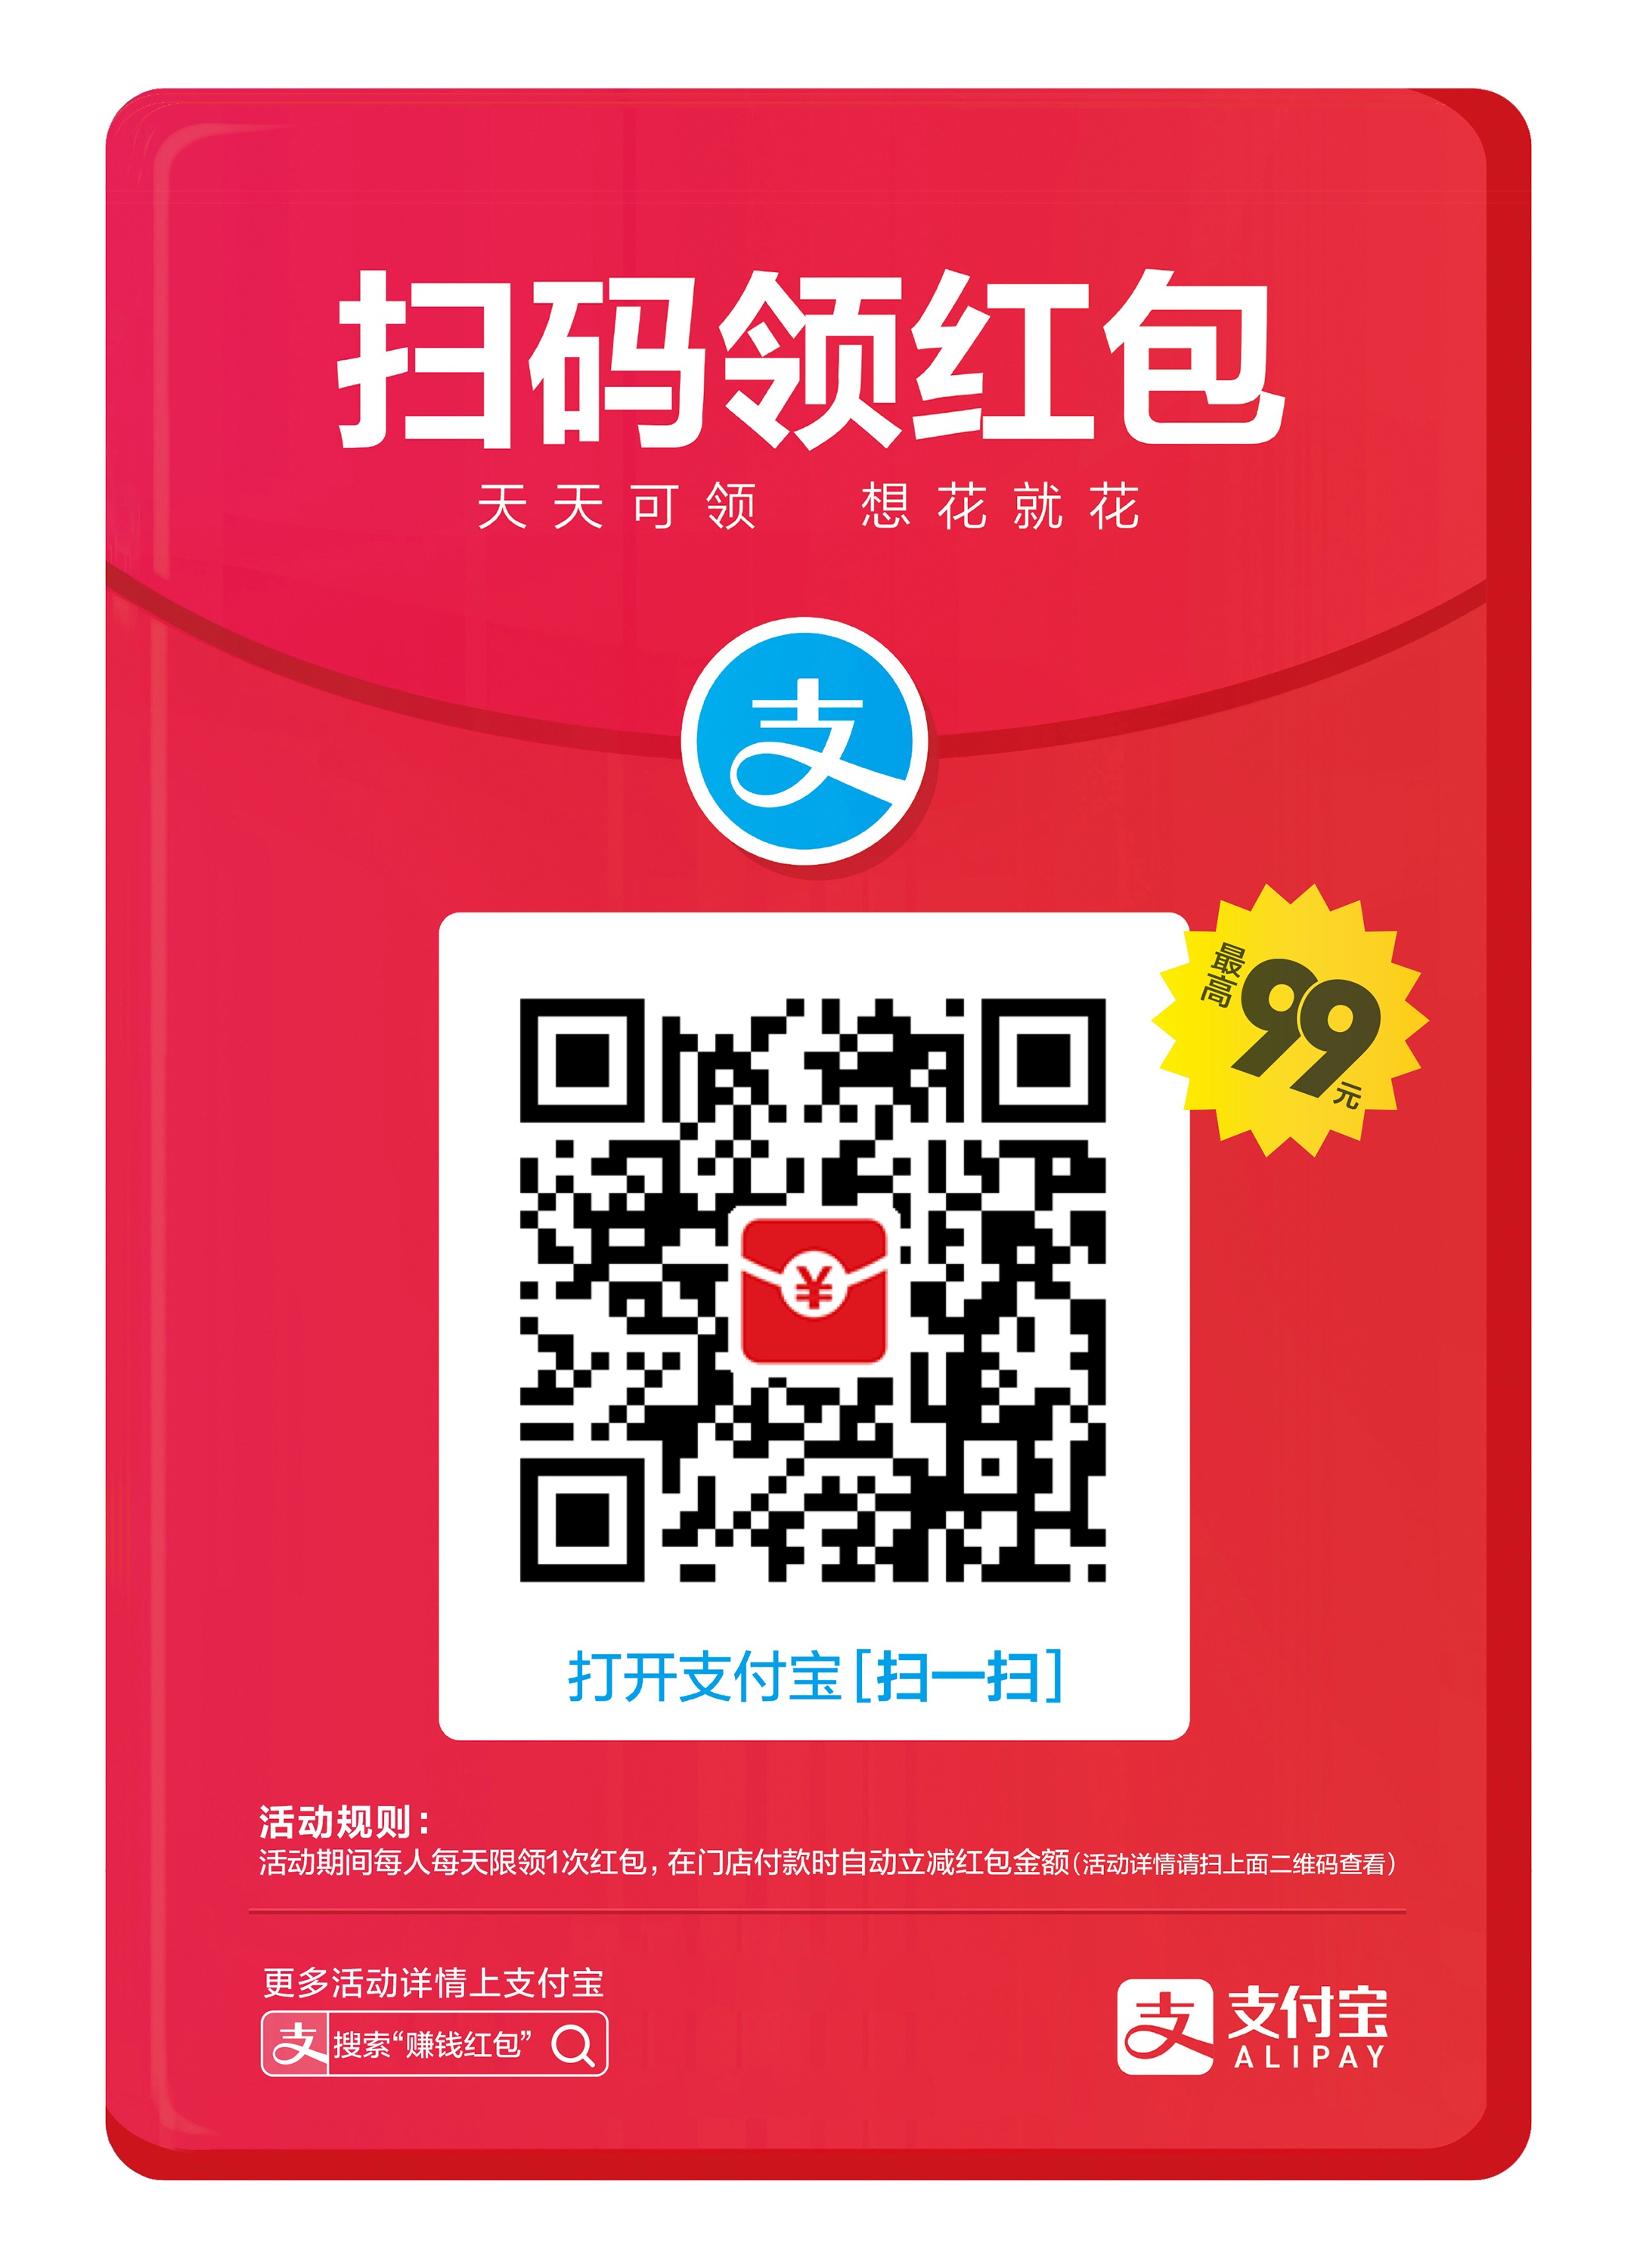 扫码领红包
天天可领 想花就花
支
最高99元
¥
打开支付宝[扫一扫]
活动规则：
活动期间每人每天限领1次红包，在门店付款时自动立减红包金额（活动详情请扫上面二维码查看）
更多活动详情上支付宝
支 搜索“赚钱红包”
支 支付宝
ALIPAY